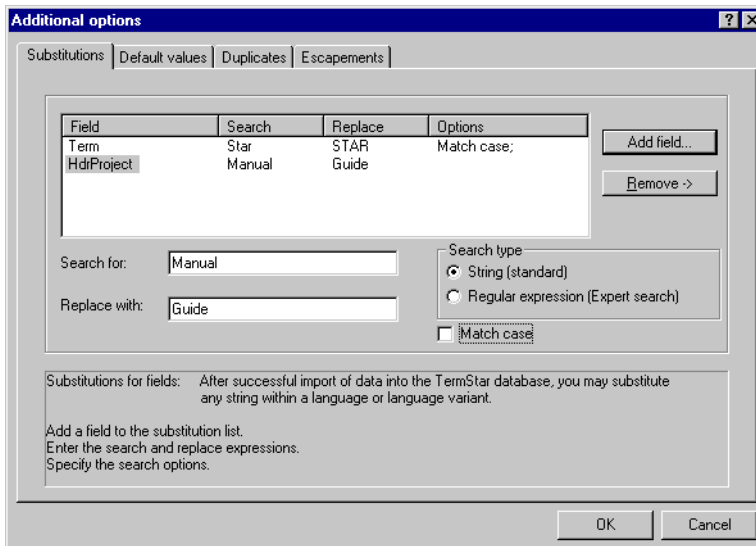 Additional options
? X
Substitutions Default values Duplicates Escapements
Field Search Replace Options
Term Star STAR Match case;
HdrProject Manual Guide
Add field...
Remove ->
Search for: Manual
Replace with: Guide
Search type
String (standard)
Regular expression (Expert search)
Match case
Substitutions for fields: After successful import of data into the TermStar database, you may substitute
any string within a language or language variant.
Add a field to the substitution list.
Enter the search and replace expressions.
Specify the search options.
OK Cancel